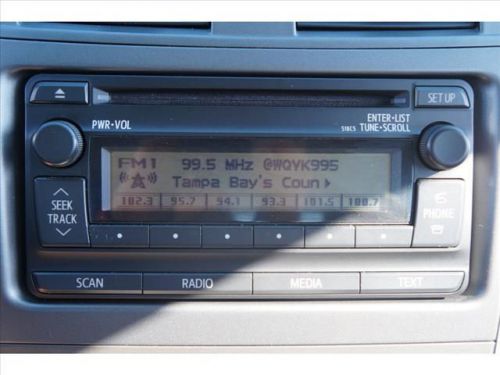 SET UP
PWR•VOL
ENTER•LIST
51BC5 TUNE•SCROLL
FM1 99.5 MHz @WQYK995
Tampa Bay's Coun
102.3 95.7 94.1 93.3 101.5 100.7
SEEK
TRACK
PHONE
SCAN RADIO MEDIA TEXT